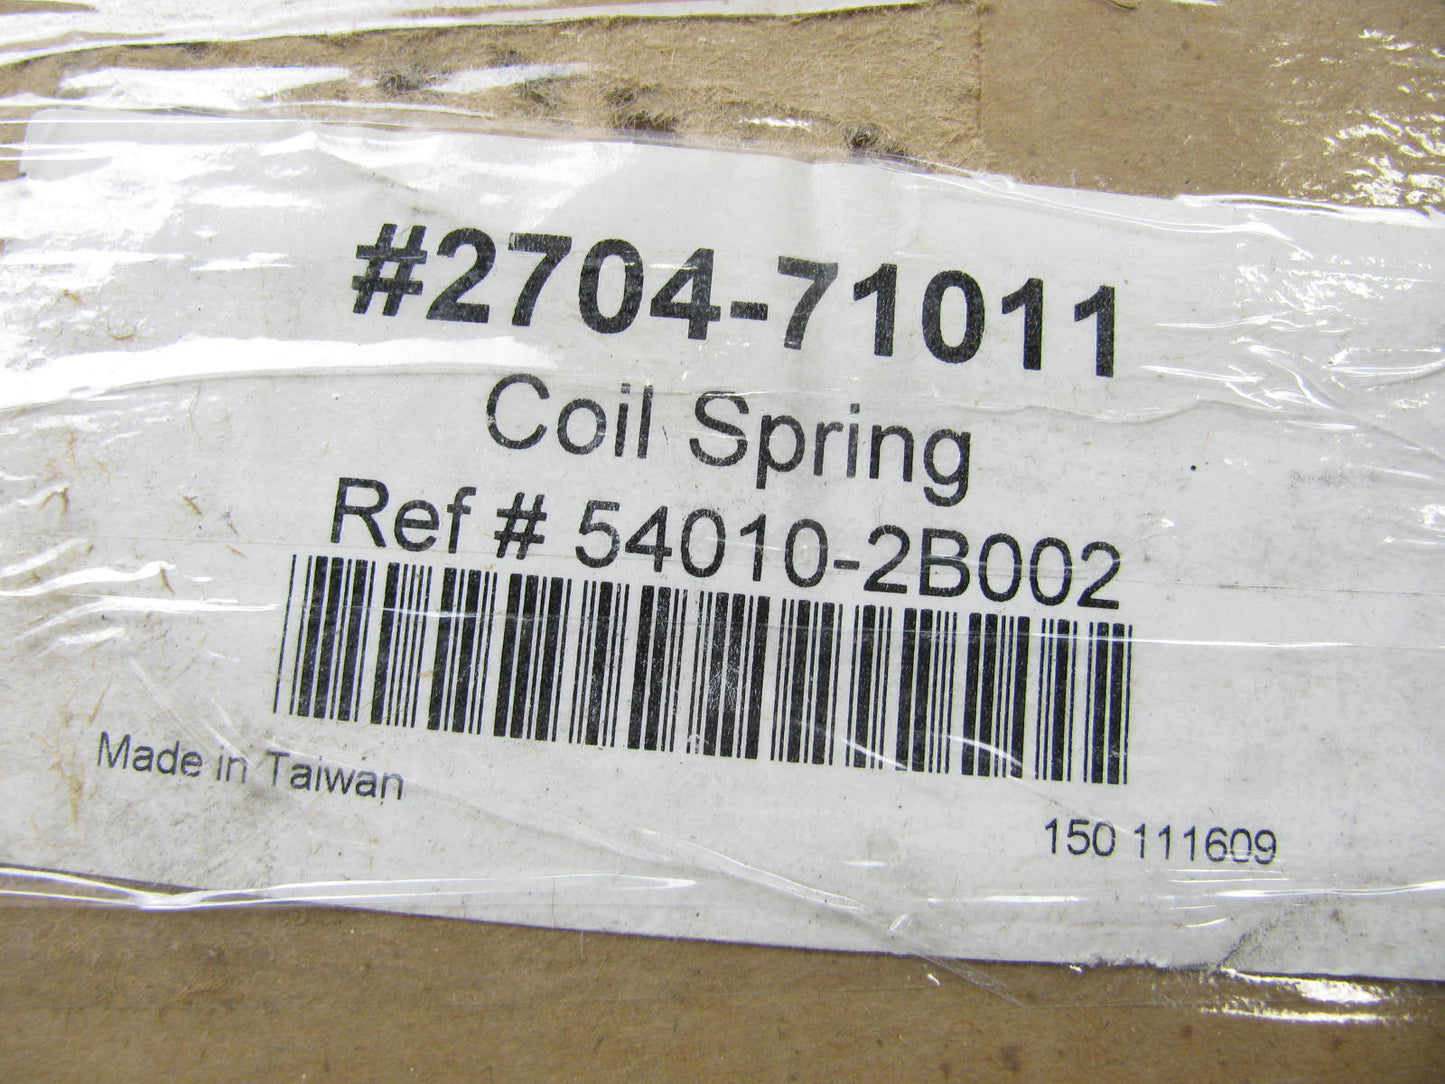 #2704-71011
Coil Spring
Ref # 54010-2B002
Made in Taiwan
150 111609